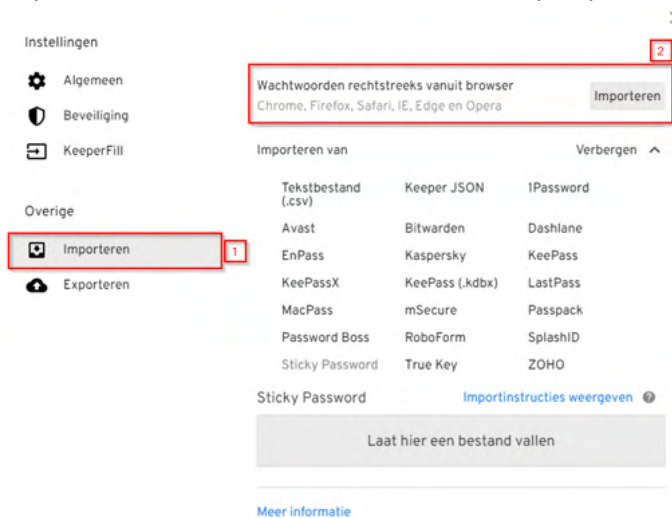 Instellingen
Algemeen
Beveiliging
KeeperFill
Overige
Importeren
1
Exporteren
2
Wachtwoorden rechtstreeks vanuit browser
Chrome, Firefox, Safari, IE, Edge en Opera
Importeren
Importeren van
Verbergen
Tekstbestand (.csv)
Keeper JSON
1Password
Avast
Bitwarden
Dashlane
EnPass
Kaspersky
KeePass
KeePassX
KeePass (.kdbx)
LastPass
MacPass
mSecure
Passpack
Password Boss
RoboForm
SplashID
Sticky Password
True Key
ZOHO
Sticky Password
Importinstructies weergeven
Laat hier een bestand vallen
Meer informatie